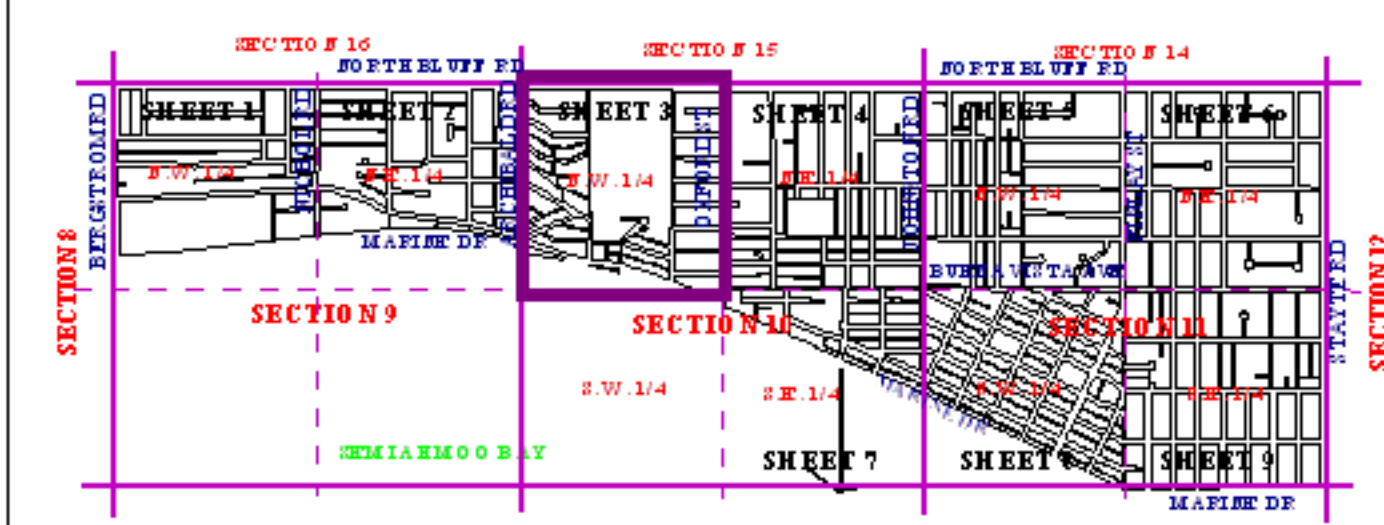 SECTION 16
SECTION 15
SECTION 14
NORTH BLUFF RD
NORTH BLUFF RD
SHEET 1
SHEET 2
SHEET 3
SHEET 4
SHEET 5
SHEET 6
BERGSTROM RD
NICHOL RD
ARCHIBALD RD
OXFORD ST
JOHNSTON RD
FINLAY ST
STAYTE RD
N.W.1/4
N.E.1/4
N.W.1/4
N.E.1/4
N.W.1/4
N.E.1/4
MARINE DR
BUENA VISTA AVE
SECTION 8
SECTION 9
SECTION 10
SECTION 11
SECTION 12
S.W.1/4
S.E.1/4
S.W.1/4
S.E.1/4
MARINE DR
SEMIAHMOO BAY
SHEET 7
SHEET
SHEET 9
MARINE DR